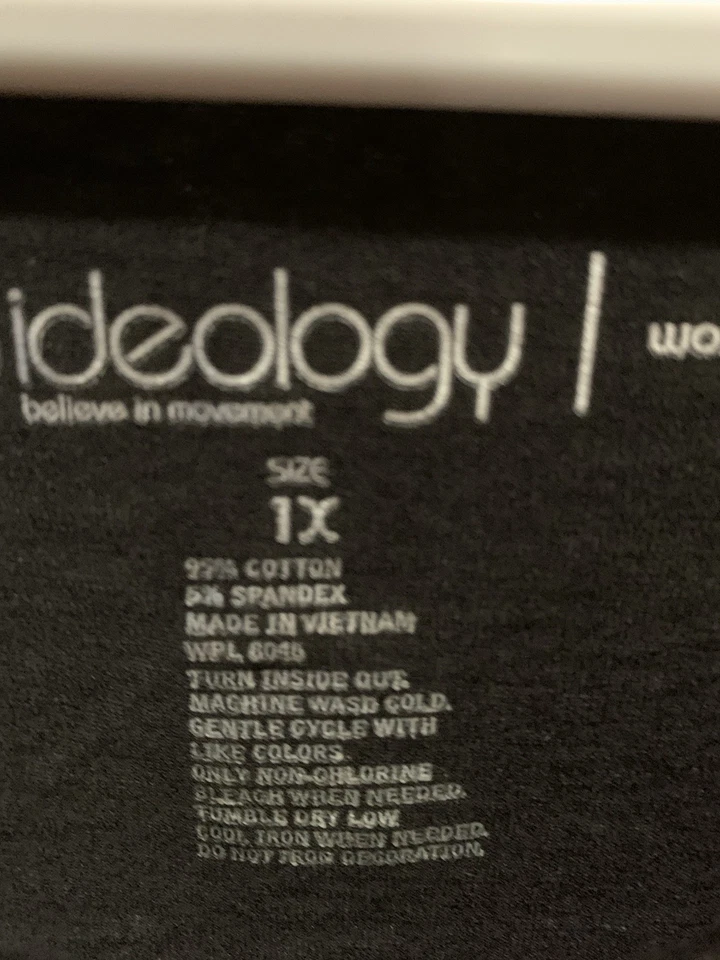 ideology | wo
believe in movement
SIZE
1X
95% COTTON
5% SPANDEX
MADE IN VIETNAM
WPL
TURN INSIDE OUT.
MACHINE WASH COLD.
GENTLE CYCLE WITH
LIKE COLORS.
ONLY NON-CHLORINE
BLEACH WHEN NEEDED.
TUMBLE DRY LOW
COOL IRON WHEN NEEDED.
DO NOT IRON DECORATION.